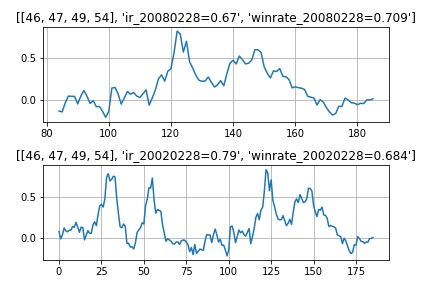 [[46, 47, 49, 54], 'ir_20080228=0.67', 'winrate_20080228=0.709']
0.5
0.0
80 100 120 140 160 180
[[46, 47, 49, 54], 'ir_20020228=0.79', 'winrate_20020228=0.684']
0.5
0.0
0 25 50 75 100 125 150 175